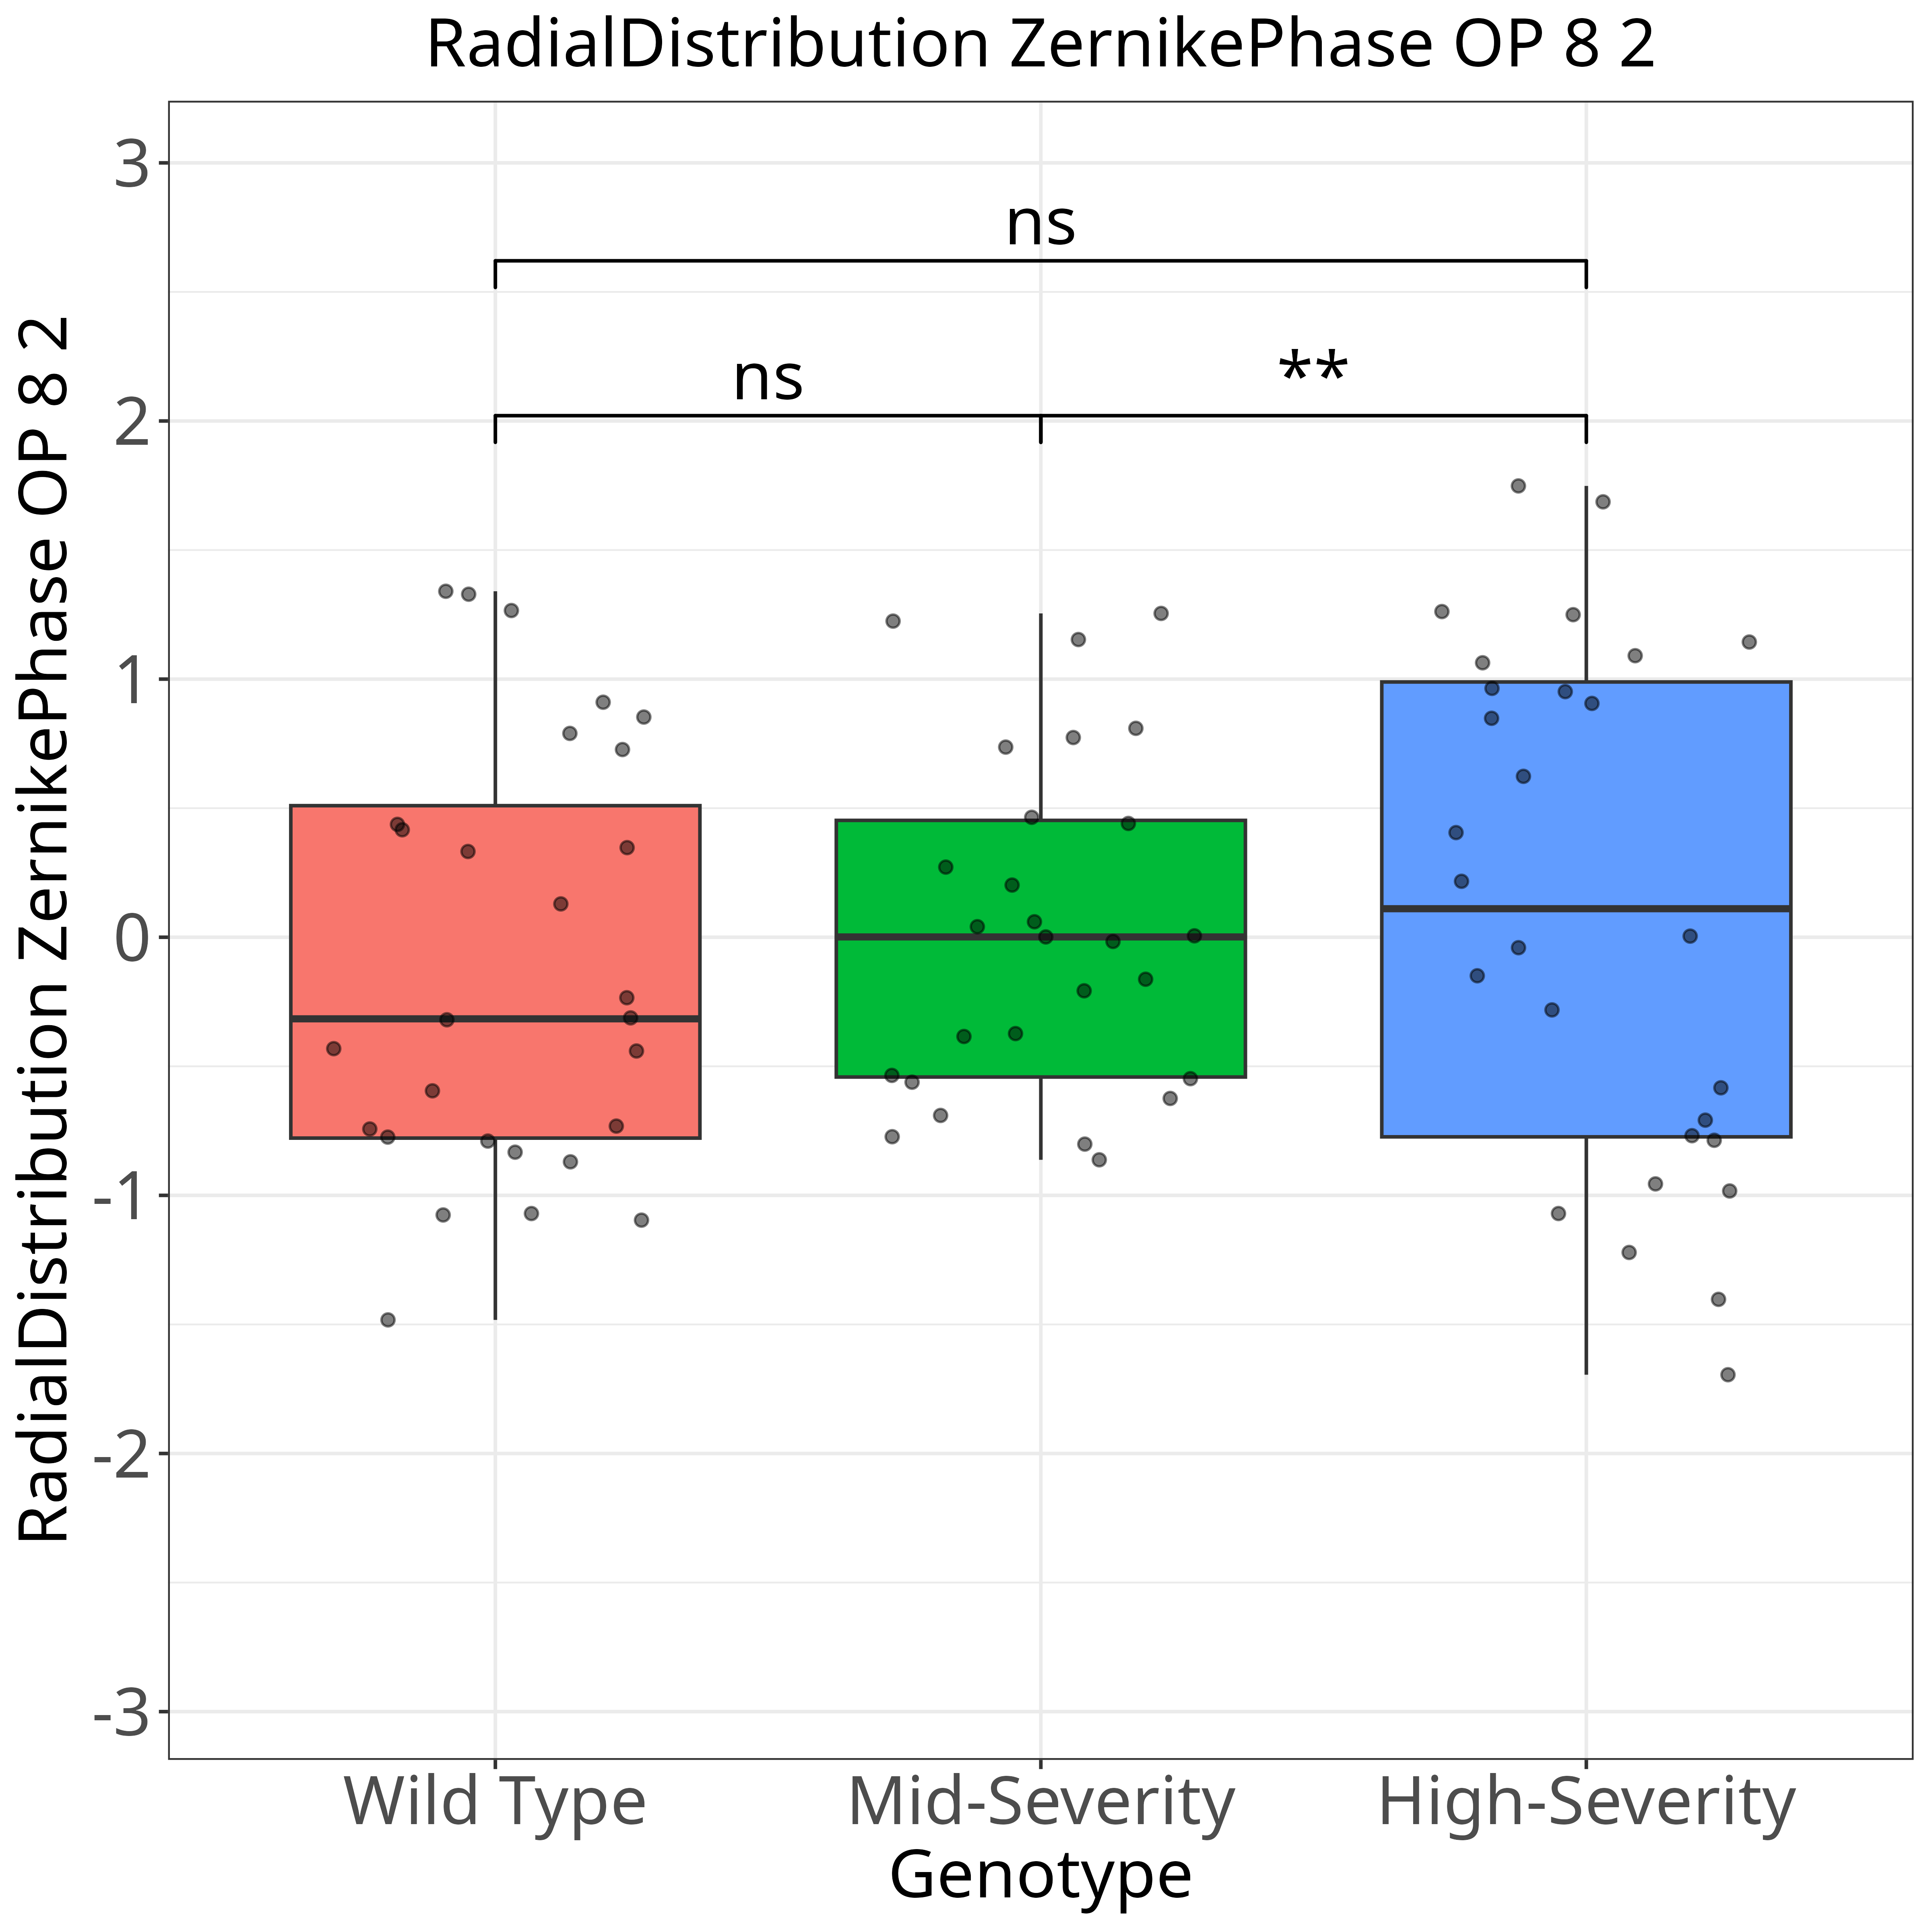 RadialDistribution ZernikePhase OP 8 2
RadialDistribution ZernikePhase OP 8 2
3
2
1
0
-1
-2
-3
ns
ns
**
Wild Type
Mid-Severity
High-Severity
Genotype